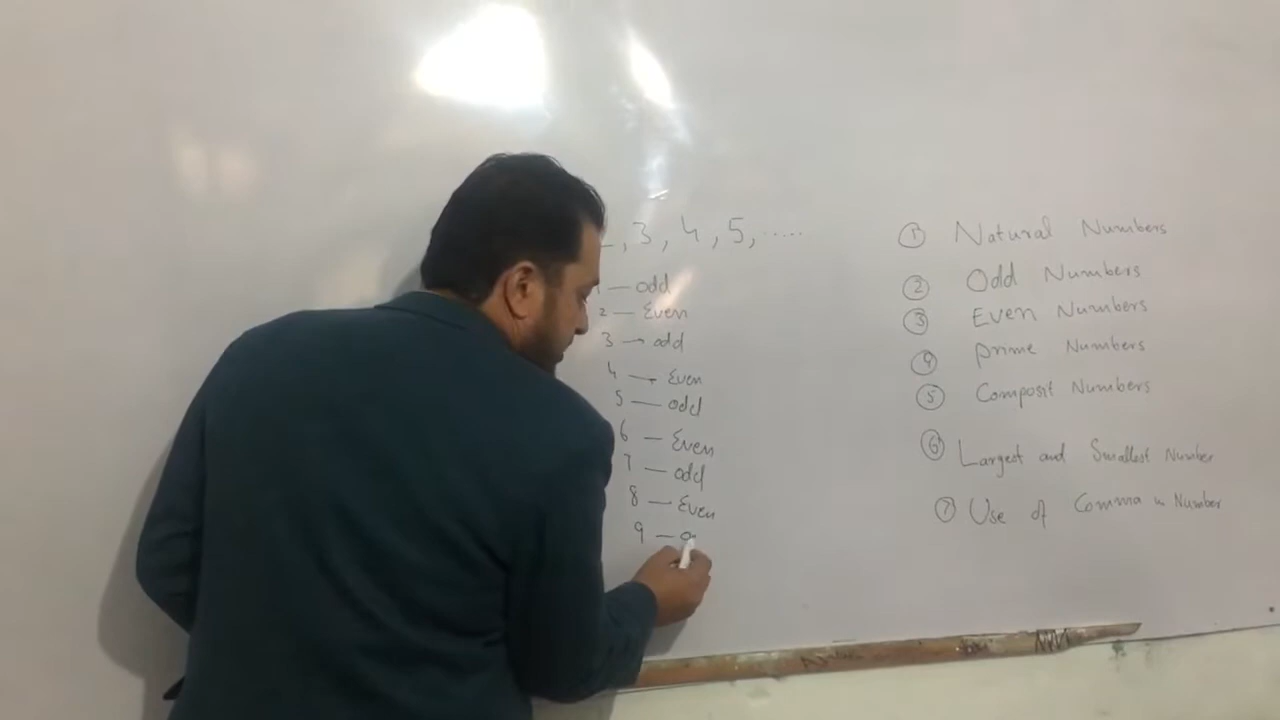 , 3, 4, 5, .....
1 — odd
2 — Even
3 — odd
4 — Even
5 — odd
6 — Even
7 — odd
8 — Even
9 —
① Natural Numbers
② Odd Numbers
③ Even Numbers
④ Prime Numbers
⑤ Composit Numbers
⑥ Largest and Smallest Number
⑦ Use of Comma in Number